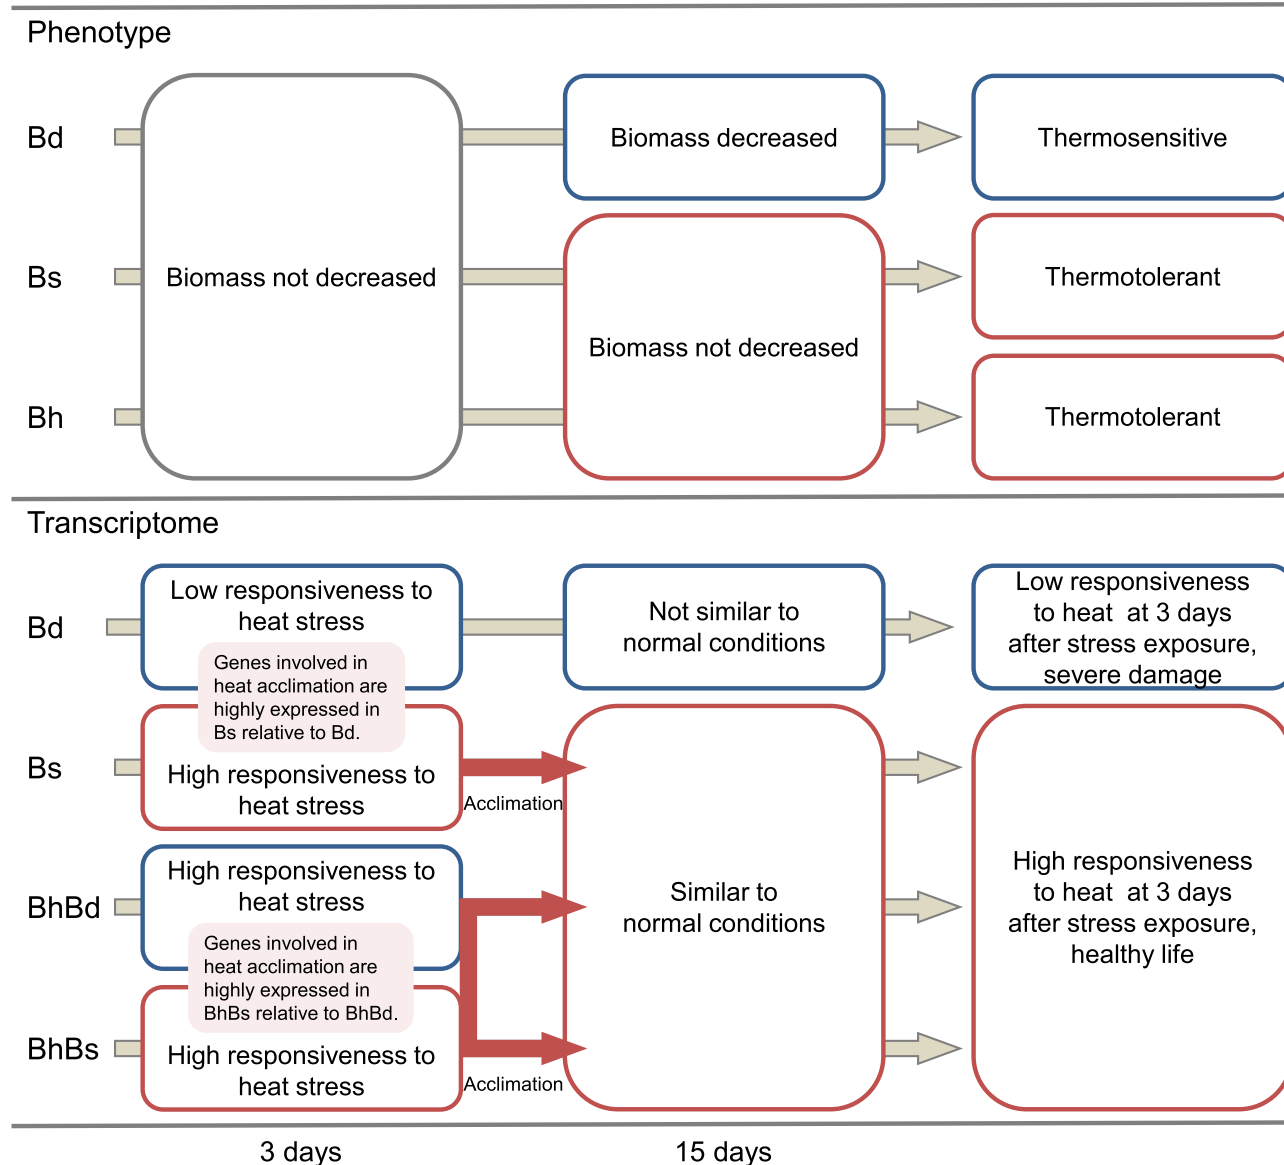 Phenotype
Bd
Biomass not decreased
Biomass decreased
Thermosensitive
Bs
Thermotolerant
Biomass not decreased
Bh
Thermotolerant
Transcriptome
Bd
Low responsiveness to
heat stress
Not similar to
normal conditions
Low responsiveness
to heat at 3 days
after stress exposure,
severe damage
Genes involved in
heat acclimation are
highly expressed in
Bs relative to Bd.
Bs
High responsiveness to
heat stress
Acclimation
BhBd
High responsiveness to
heat stress
Similar to
normal conditions
High responsiveness
to heat at 3 days
after stress exposure,
healthy life
Genes involved in
heat acclimation are
highly expressed in
BhBs relative to BhBd.
BhBs
High responsiveness to
heat stress
Acclimation
3 days
15 days